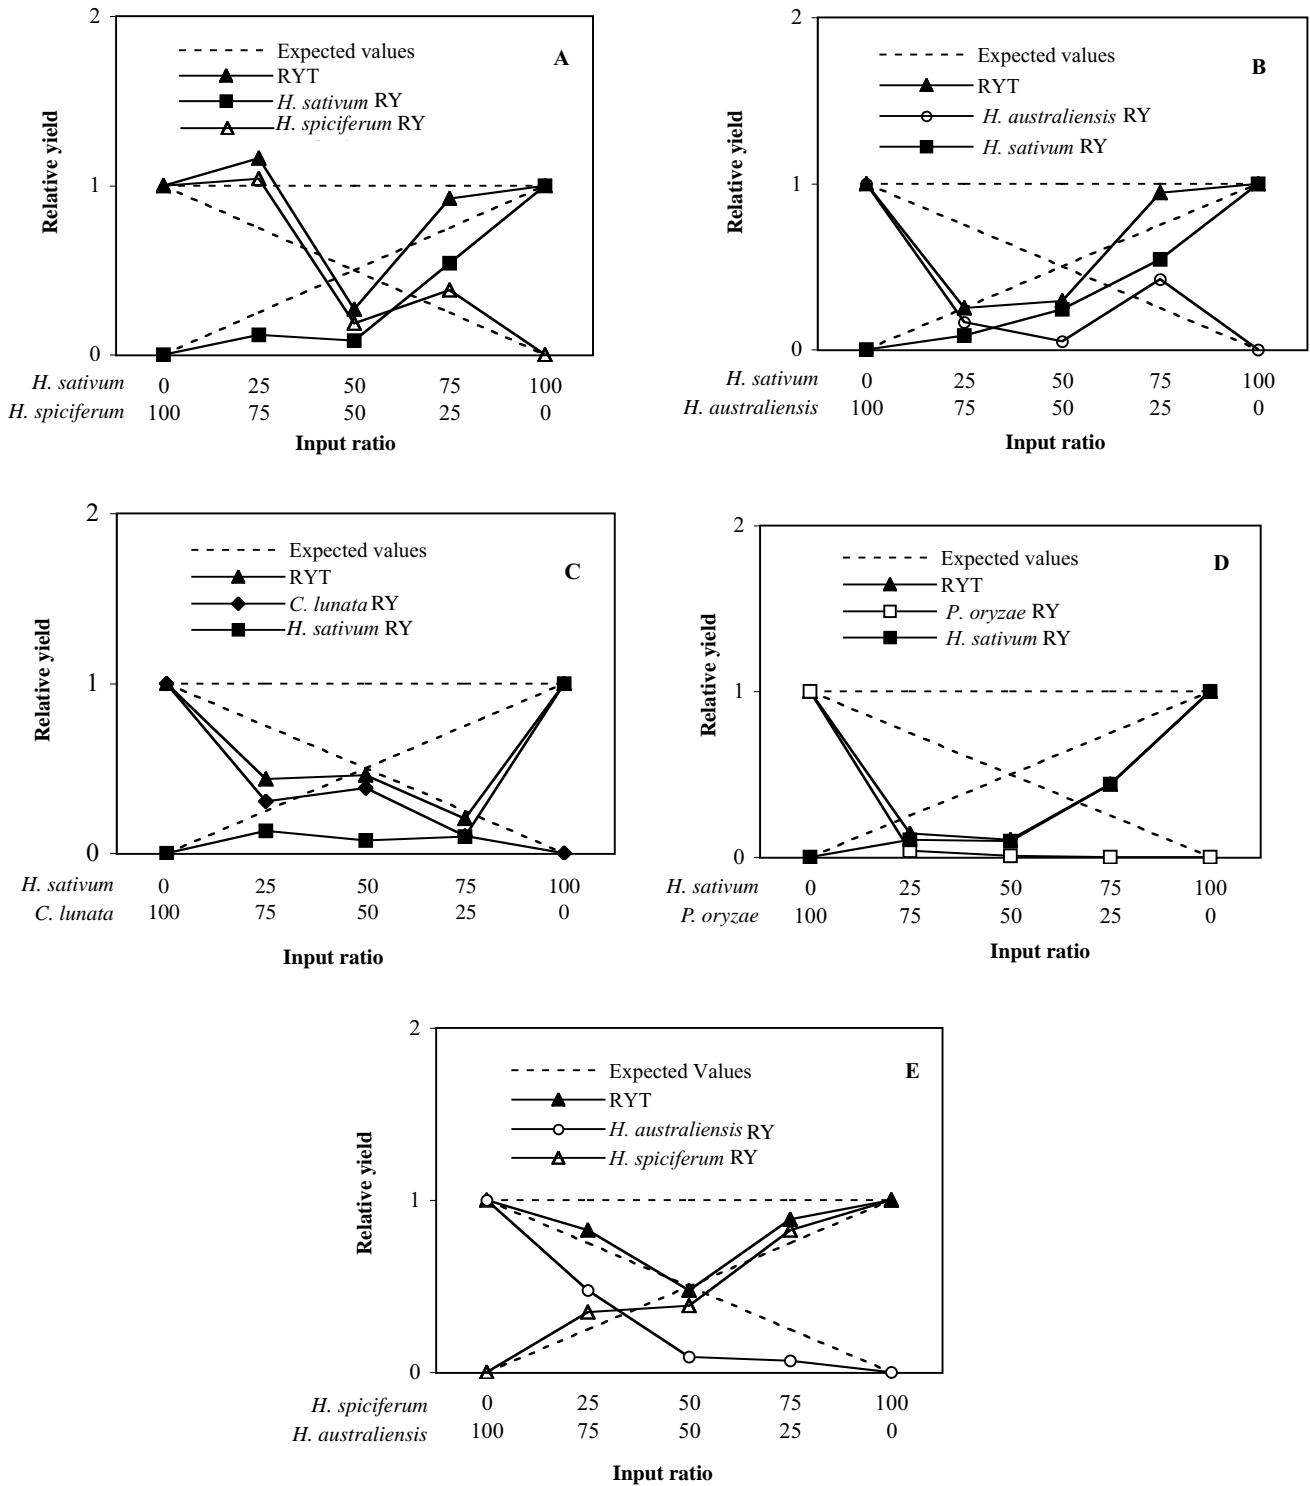 2
Expected values
A
RYT
H. sativum RY
H. spiciferum RY
Relative yield
1
0
H. sativum 0 25 50 75 100
H. spiciferum 100 75 50 25 0
Input ratio
2
Expected values
B
RYT
H. australiensis RY
H. sativum RY
Relative yield
1
0
H. sativum 0 25 50 75 100
H. australiensis 100 75 50 25 0
Input ratio
2
Expected values
C
RYT
C. lunata RY
H. sativum RY
Relative yield
1
0
H. sativum 0 25 50 75 100
C. lunata 100 75 50 25 0
Input ratio
2
Expected values
D
RYT
P. oryzae RY
H. sativum RY
Relative yield
1
0
H. sativum 0 25 50 75 100
P. oryzae 100 75 50 25 0
Input ratio
2
Expected Values
E
RYT
H. australiensis RY
H. spiciferum RY
Relative yield
1
0
H. spiciferum 0 25 50 75 100
H. australiensis 100 75 50 25 0
Input ratio